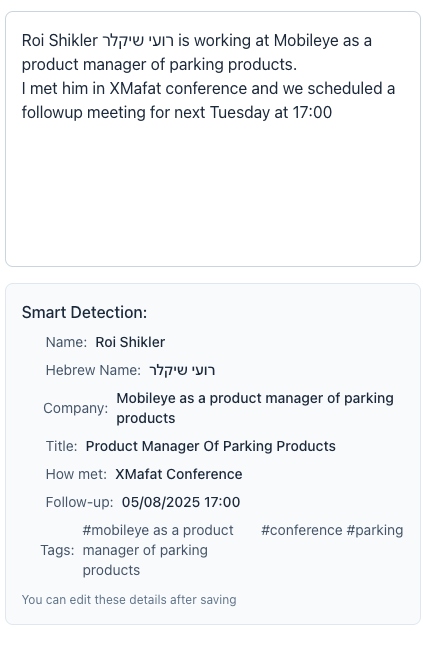 Roi Shikler רועי שיקלר is working at Mobileye as a
product manager of parking products.
I met him in XMafat conference and we scheduled a
followup meeting for next Tuesday at 17:00
Smart Detection:
Name: Roi Shikler
Hebrew Name: רועי שיקלר
Company: Mobileye as a product manager of parking
products
Title: Product Manager Of Parking Products
How met: XMafat Conference
Follow-up: 05/08/2025 17:00
Tags: #mobileye as a product
manager of parking
products
#conference #parking
You can edit these details after saving